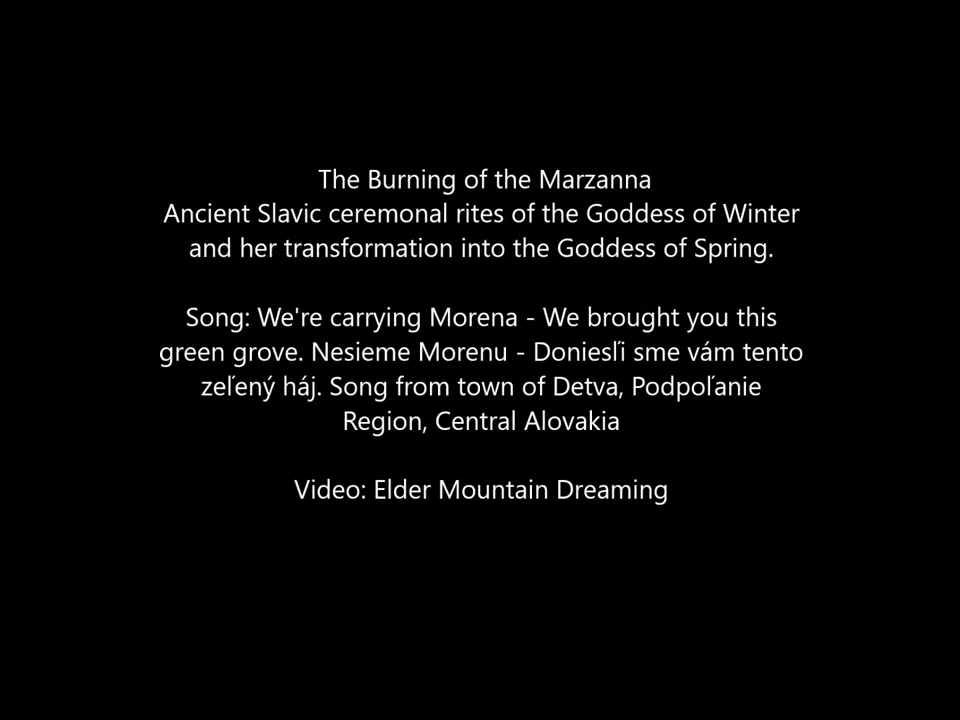 The Burning of the Marzanna
Ancient Slavic ceremonal rites of the Goddess of Winter
and her transformation into the Goddess of Spring.
Song: We're carrying Morena - We brought you this
green grove. Nesieme Morenu - Doniesľi sme vám tento
zeľený háj. Song from town of Detva, Podpoľanie
Region, Central Alovakia
Video: Elder Mountain Dreaming